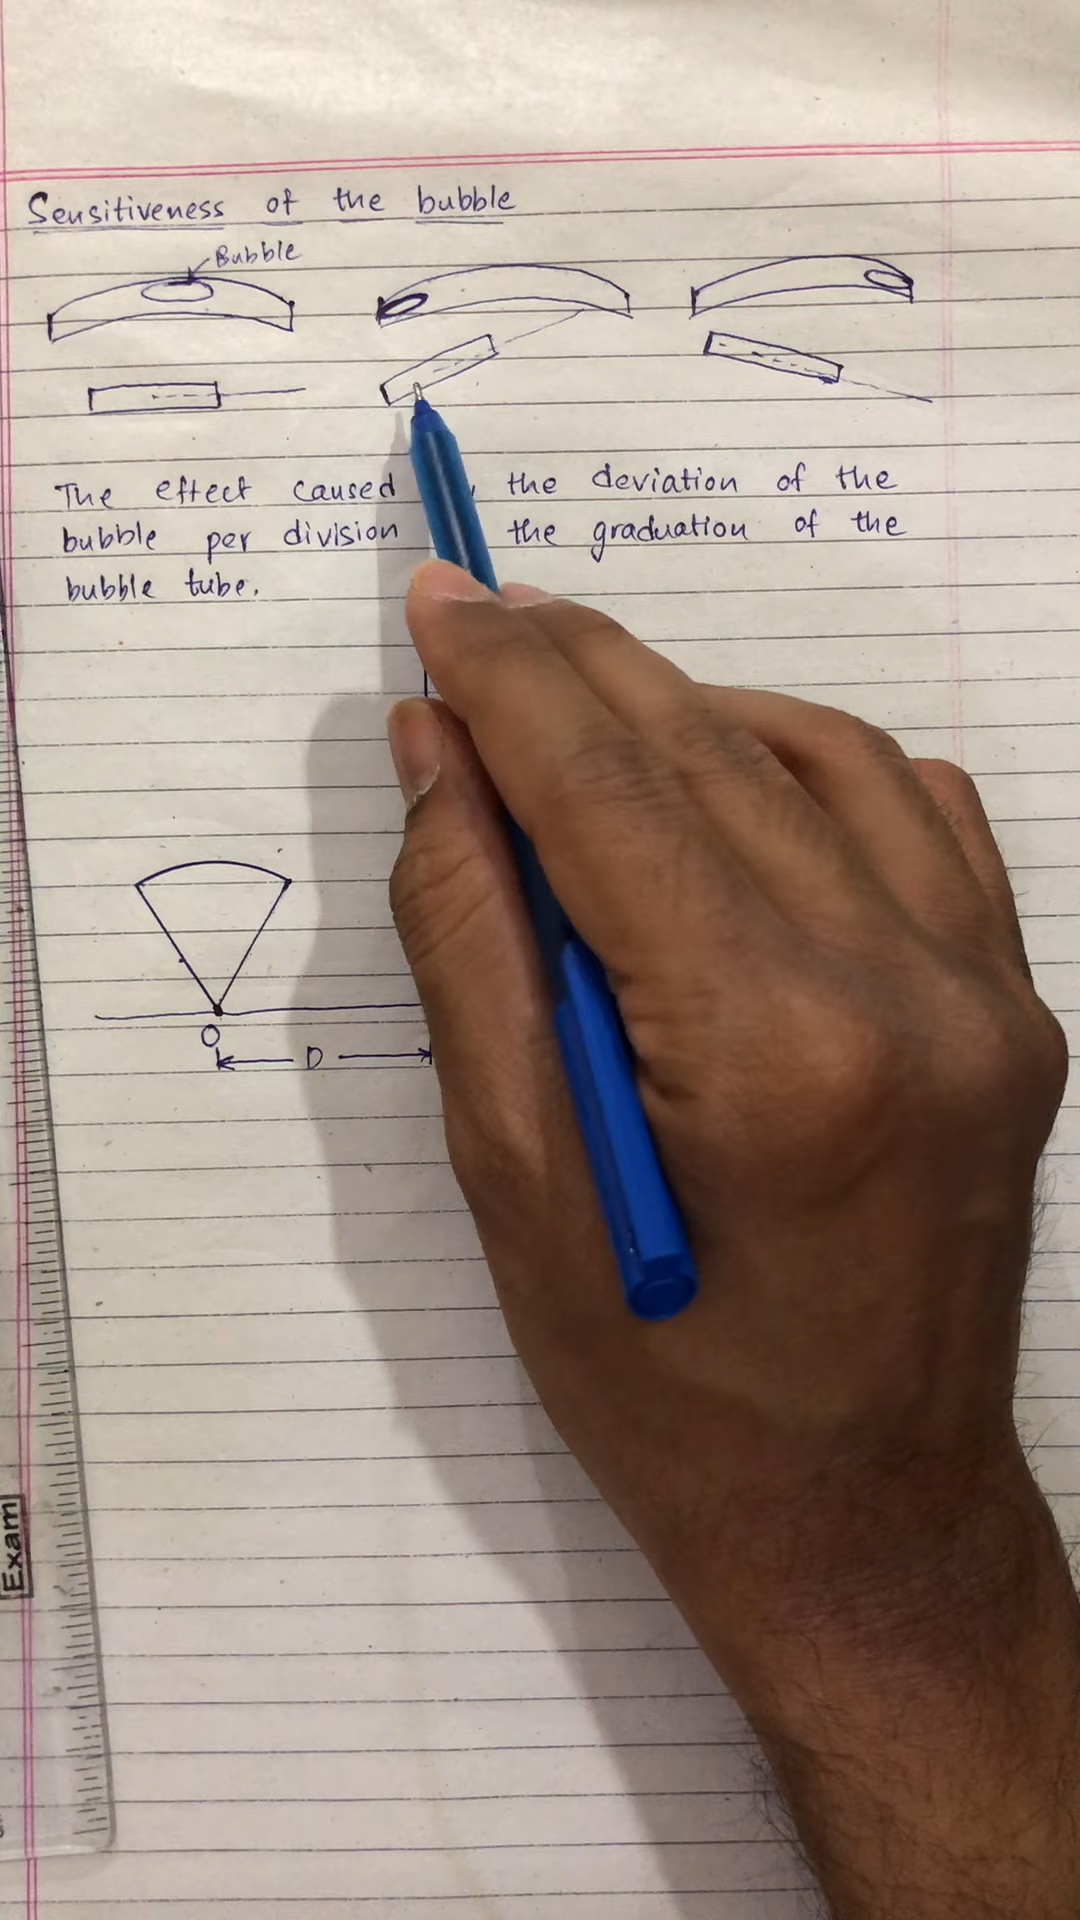 Sensitiveness of the bubble
Bubble
The effect caused the deviation of the
bubble per division the graduation of the
bubble tube.
O
D
Exam